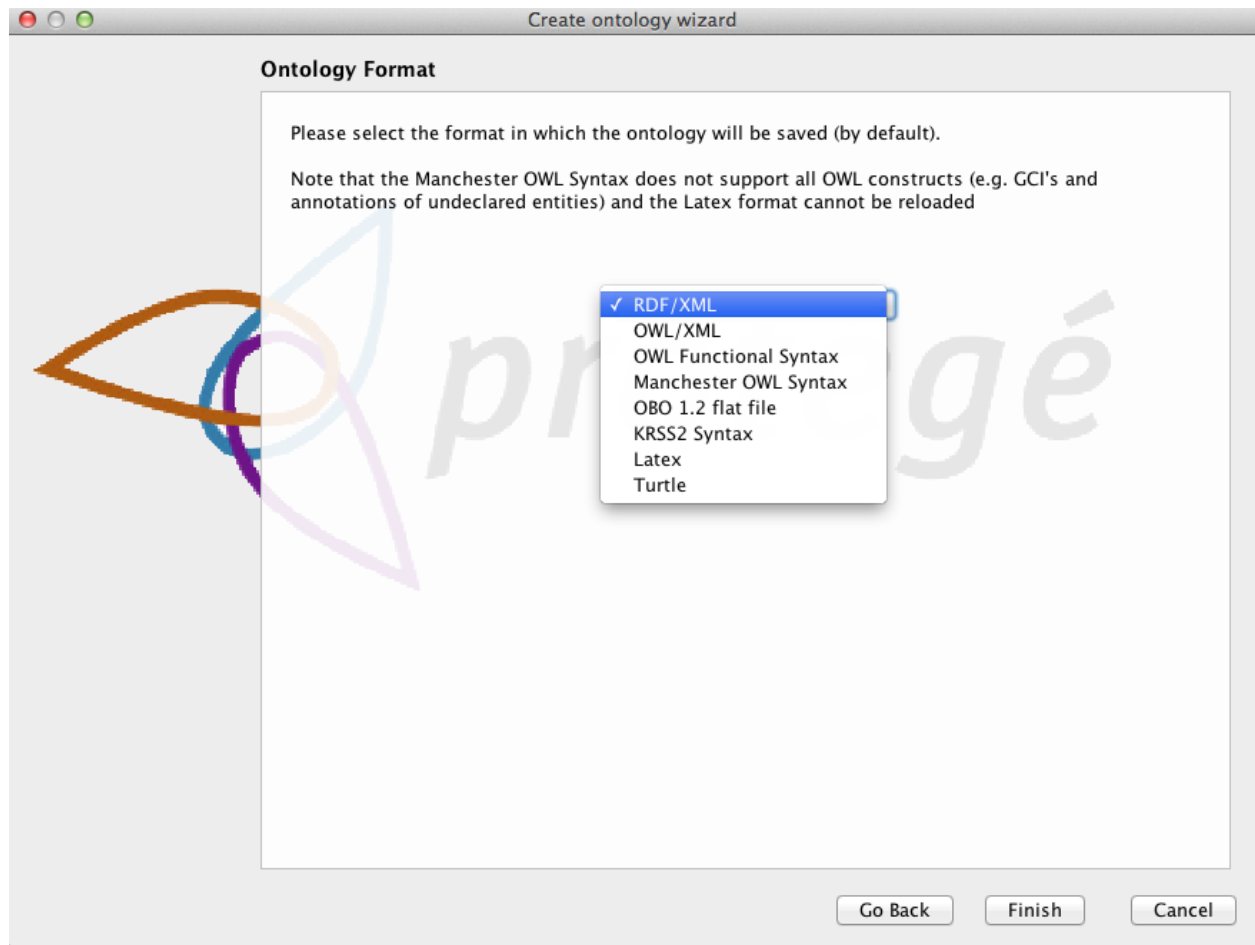 Create ontology wizard
Ontology Format
Please select the format in which the ontology will be saved (by default).
Note that the Manchester OWL Syntax does not support all OWL constructs (e.g. GCI's and
annotations of undeclared entities) and the Latex format cannot be reloaded
✓ RDF/XML
OWL/XML
OWL Functional Syntax
Manchester OWL Syntax
OBO 1.2 flat file
KRSS2 Syntax
Latex
Turtle
Go Back Finish Cancel